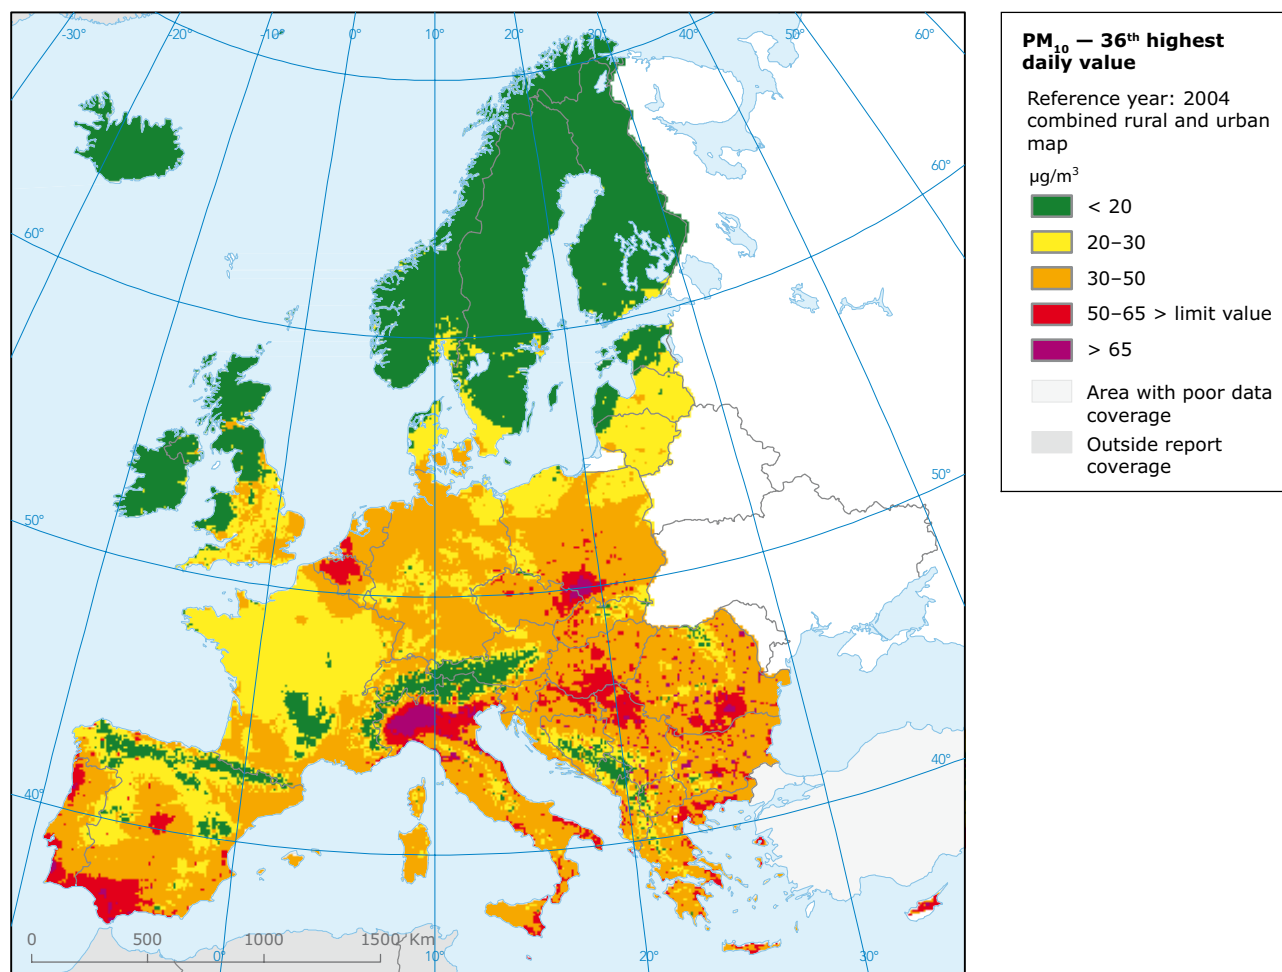 -30°
-20°
-10°
0°
10°
20°
30°
40°
50°
60°
60°
60°
50°
50°
40°
40°
0
500
1000
1500 Km
0°
10°
20°
30°
PM₁₀ — 36ᵗʰ highest
daily value
Reference year: 2004
combined rural and urban
map
µg/m³
< 20
20–30
30–50
50–65 > limit value
> 65
Area with poor data
coverage
Outside report
coverage